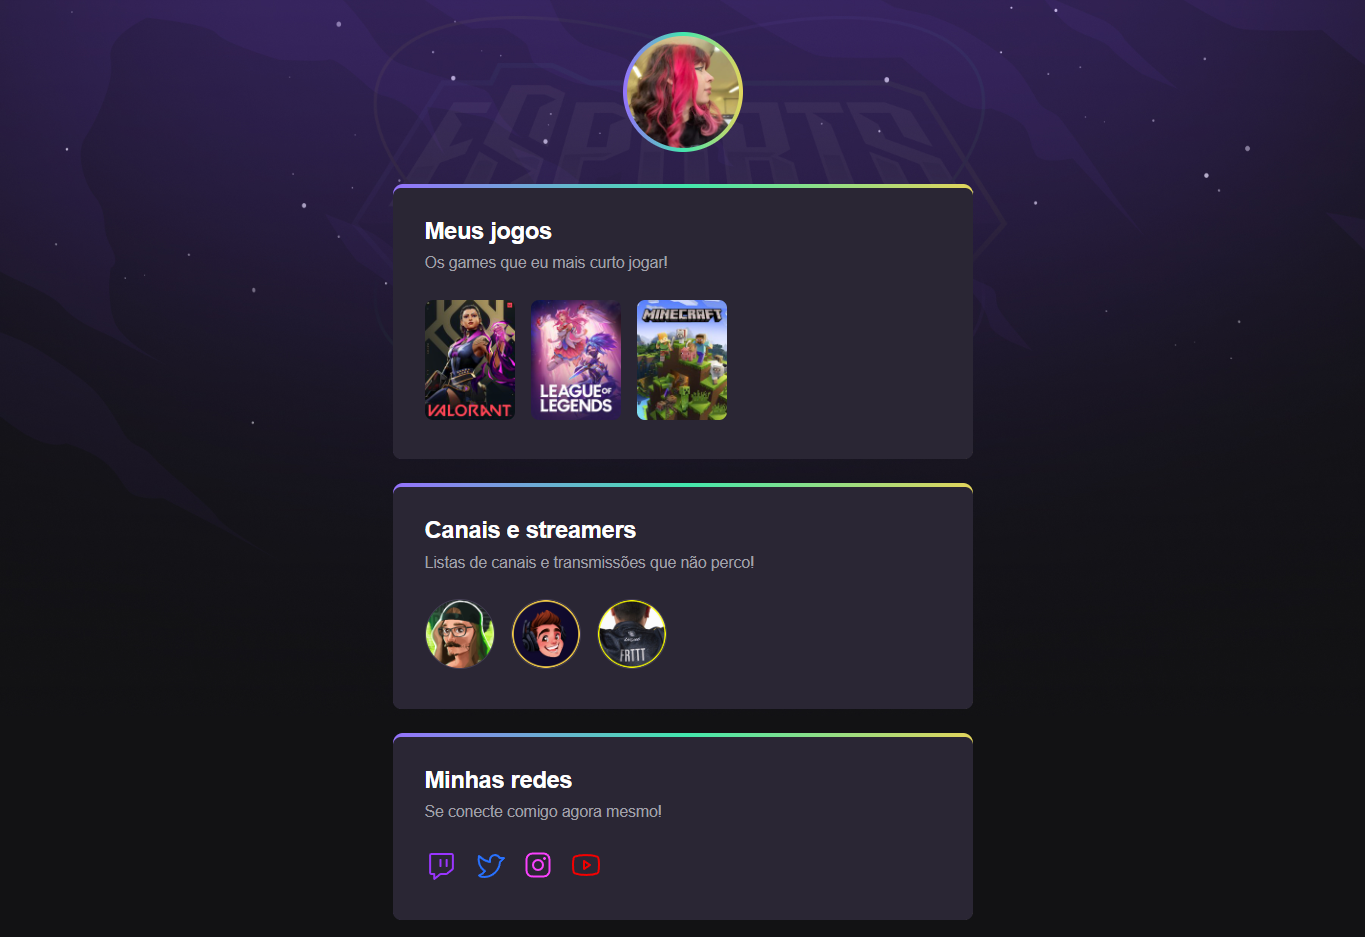 ESPORTS
Meus jogos
Os games que eu mais curto jogar!
VALORANT
LEAGUE OF
LEGENDS
MINECRAFT
Canais e streamers
Listas de canais e transmissões que não perco!
FRTTT
Minhas redes
Se conecte comigo agora mesmo!